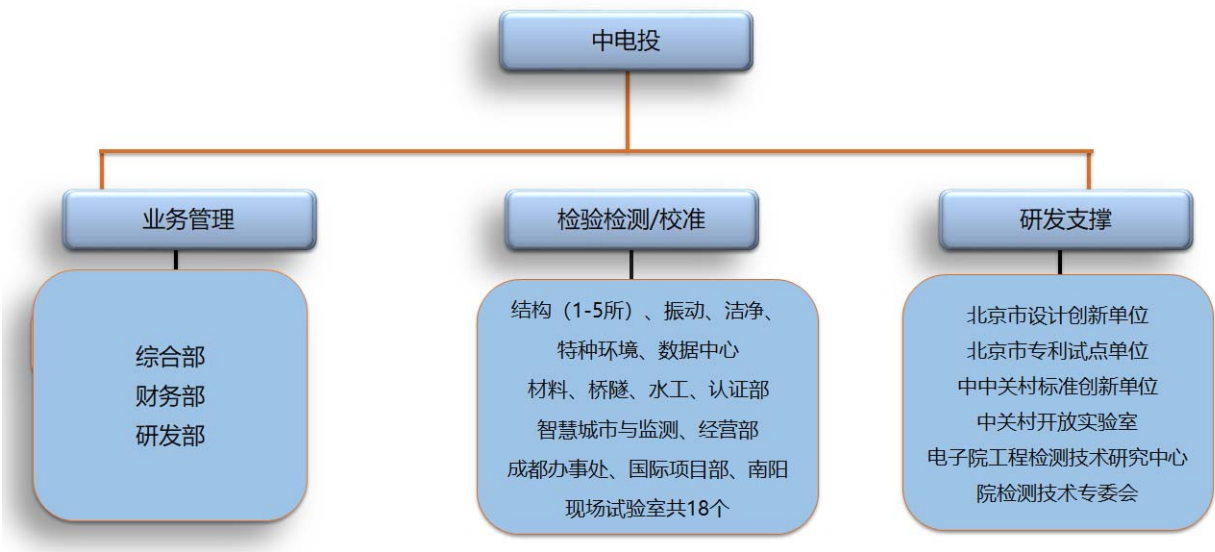 中电投
业务管理
综合部
财务部
研发部
检验检测/校准
结构（1-5所）、振动、洁净、
特种环境、数据中心
材料、桥隧、水工、认证部
智慧城市与监测、经营部
成都办事处、国际项目部、南阳
现场试验室共18个
研发支撑
北京市设计创新单位
北京市专利试点单位
中中关村标准创新单位
中关村开放实验室
电子院工程检测技术研究中心
院检测技术专委会